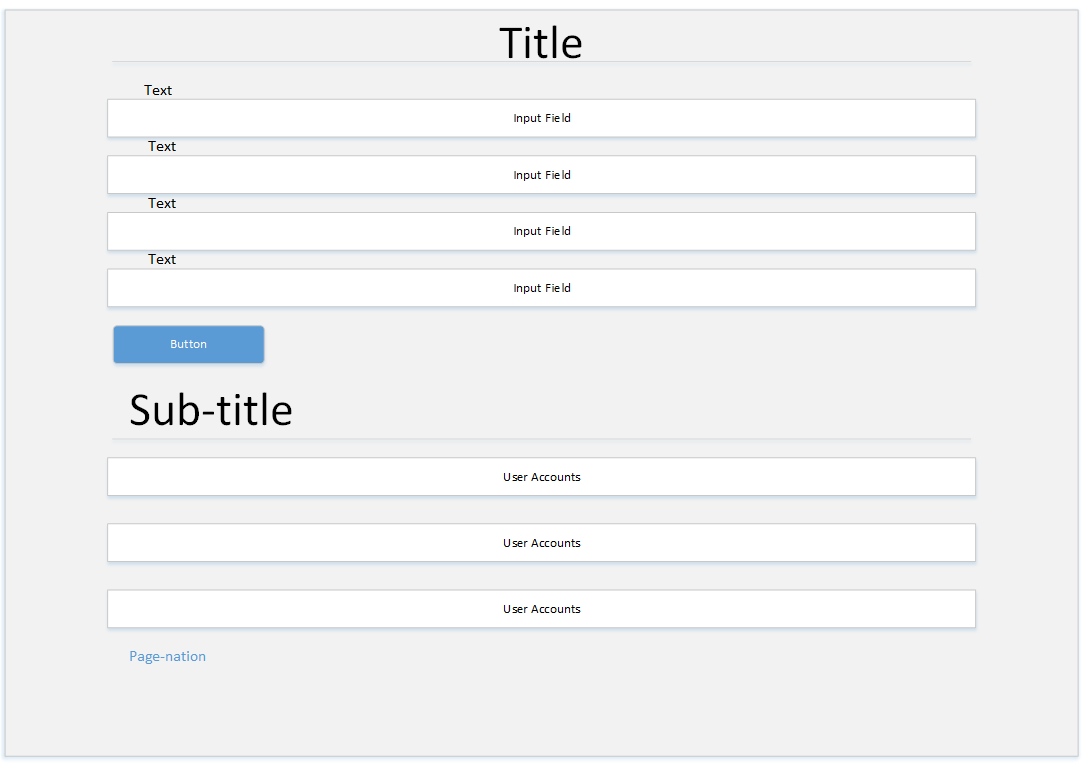 Title
Text
Input Field
Text
Input Field
Text
Input Field
Text
Input Field
Button
Sub-title
User Accounts
User Accounts
User Accounts
Page-nation